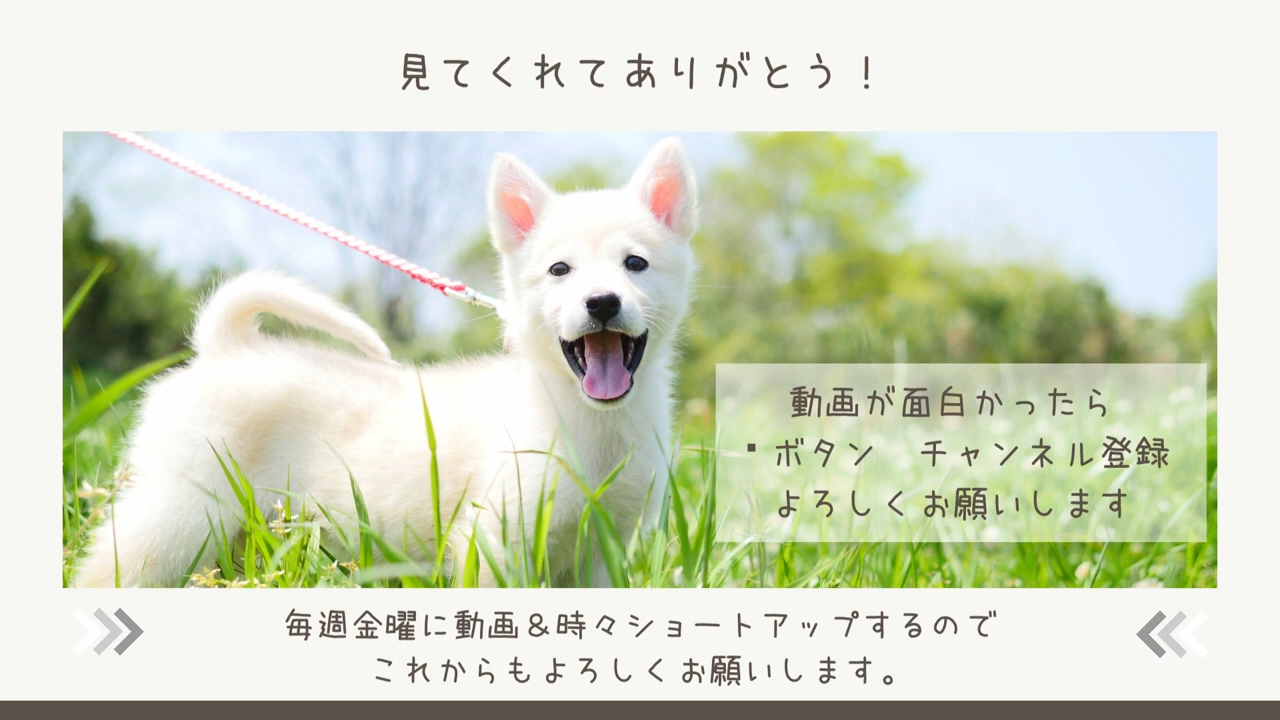 見てくれてありがとう！
動画が面白かったら
▪ボタン　チャンネル登録
よろしくお願いします
毎週金曜に動画＆時々ショートアップするので
これからもよろしくお願いします。